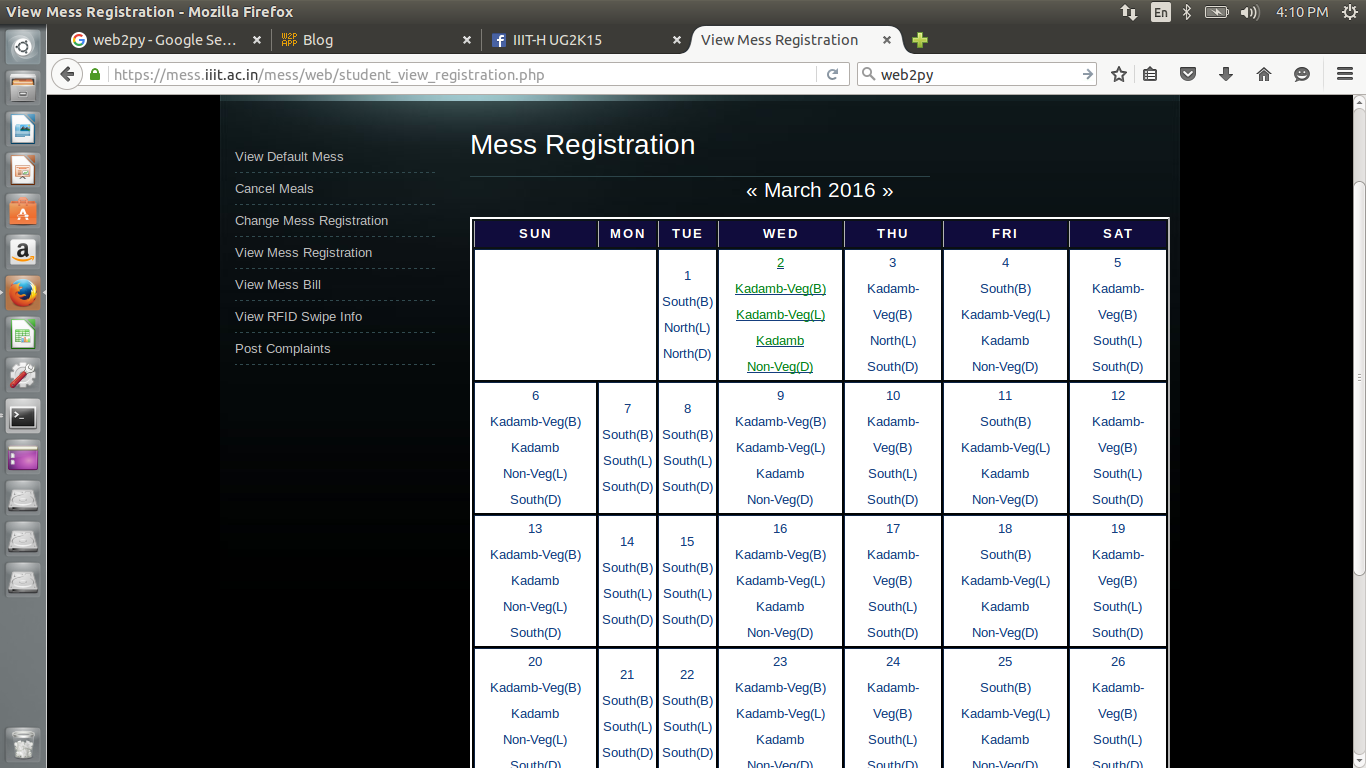 View Mess Registration - Mozilla Firefox
En
4:10 PM
web2py - Google Se...
Blog
IIIT-H UG2K15
View Mess Registration
https://mess.iiit.ac.in/mess/web/student_view_registration.php
web2py
View Default Mess
Cancel Meals
Change Mess Registration
View Mess Registration
View Mess Bill
View RFID Swipe Info
Post Complaints
Mess Registration
« March 2016 »
SUN MON TUE WED THU FRI SAT
1
South(B)
North(L)
North(D)
2
Kadamb-Veg(B)
Kadamb-Veg(L)
Kadamb
Non-Veg(D)
3
Kadamb-
Veg(B)
North(L)
South(D)
4
South(B)
Kadamb-Veg(L)
Kadamb
Non-Veg(D)
5
Kadamb-
Veg(B)
South(L)
South(D)
6
Kadamb-Veg(B)
Kadamb
Non-Veg(L)
South(D)
7
South(B)
South(L)
South(D)
8
South(B)
South(L)
South(D)
9
Kadamb-Veg(B)
Kadamb-Veg(L)
Kadamb
Non-Veg(D)
10
Kadamb-
Veg(B)
South(L)
South(D)
11
South(B)
Kadamb-Veg(L)
Kadamb
Non-Veg(D)
12
Kadamb-
Veg(B)
South(L)
South(D)
13
Kadamb-Veg(B)
Kadamb
Non-Veg(L)
South(D)
14
South(B)
South(L)
South(D)
15
South(B)
South(L)
South(D)
16
Kadamb-Veg(B)
Kadamb-Veg(L)
Kadamb
Non-Veg(D)
17
Kadamb-
Veg(B)
South(L)
South(D)
18
South(B)
Kadamb-Veg(L)
Kadamb
Non-Veg(D)
19
Kadamb-
Veg(B)
South(L)
South(D)
20
Kadamb-Veg(B)
Kadamb
Non-Veg(L)
South(D)
21
South(B)
South(L)
South(D)
22
South(B)
South(L)
South(D)
23
Kadamb-Veg(B)
Kadamb-Veg(L)
Kadamb
Non-Veg(D)
24
Kadamb-
Veg(B)
South(L)
South(D)
25
South(B)
Kadamb-Veg(L)
Kadamb
Non-Veg(D)
26
Kadamb-
Veg(B)
South(L)
South(D)